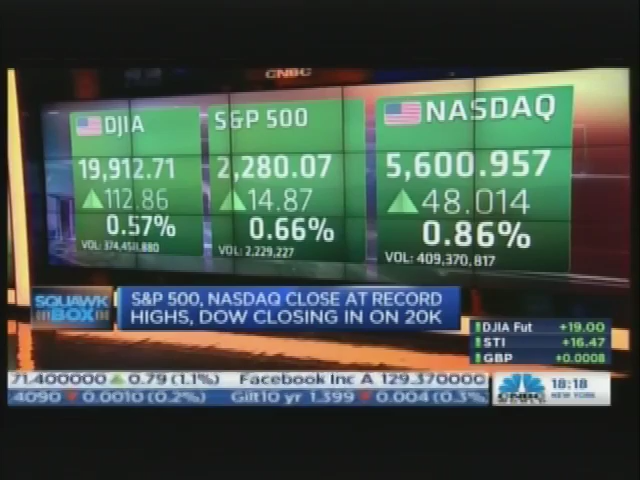 CNBC
DJIA
19,912.71
112.86
0.57%
S&P 500
2,280.07
14.87
0.66%
VOL: 2,229,227
NASDAQ
5,600.957
48.014
0.86%
VOL: 409,370,817
SQUAWK
BOX
S&P 500, NASDAQ CLOSE AT RECORD
HIGHS, DOW CLOSING IN ON 20K
DJIA Fut +19.00
STI +16.47
GBP +0.0008
71.400000 0.79 (1.1%) Facebook Inc A 129.370000
.4090 0.0010 (0.2%) Gilt10 yr 1.399 0.004 (0.3%
CNBC
18:18
NEW YORK